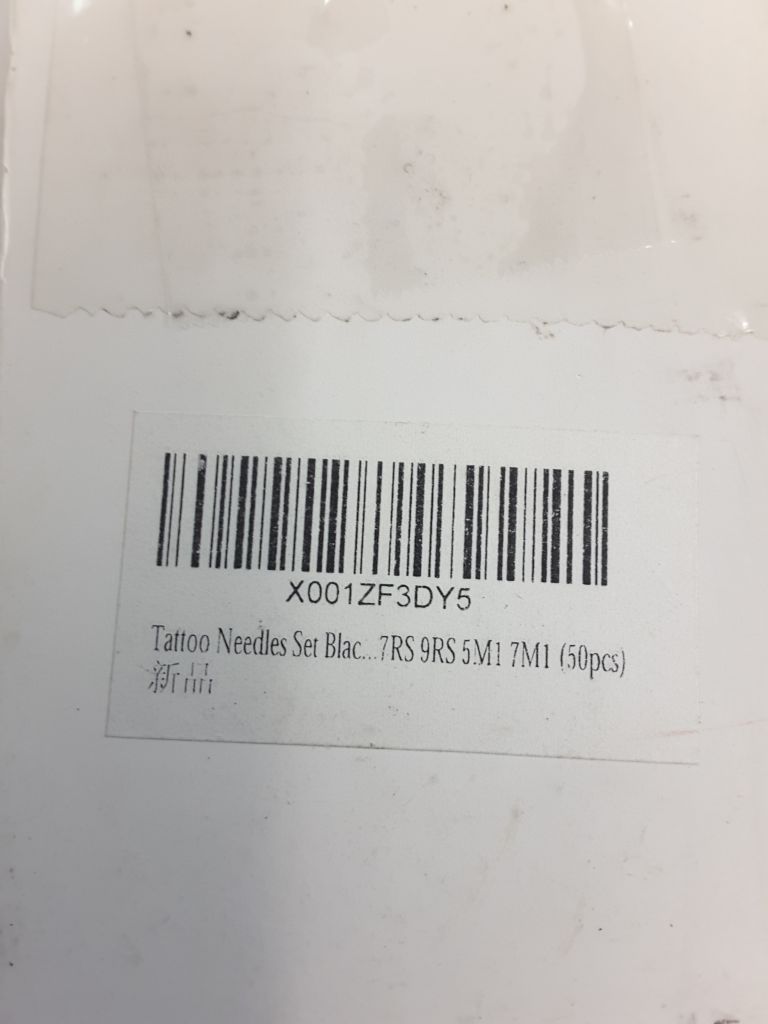 X001ZF3DY5
Tattoo Needles Set Blac...7RS 9RS 5M1 7M1 (50pcs)
新品